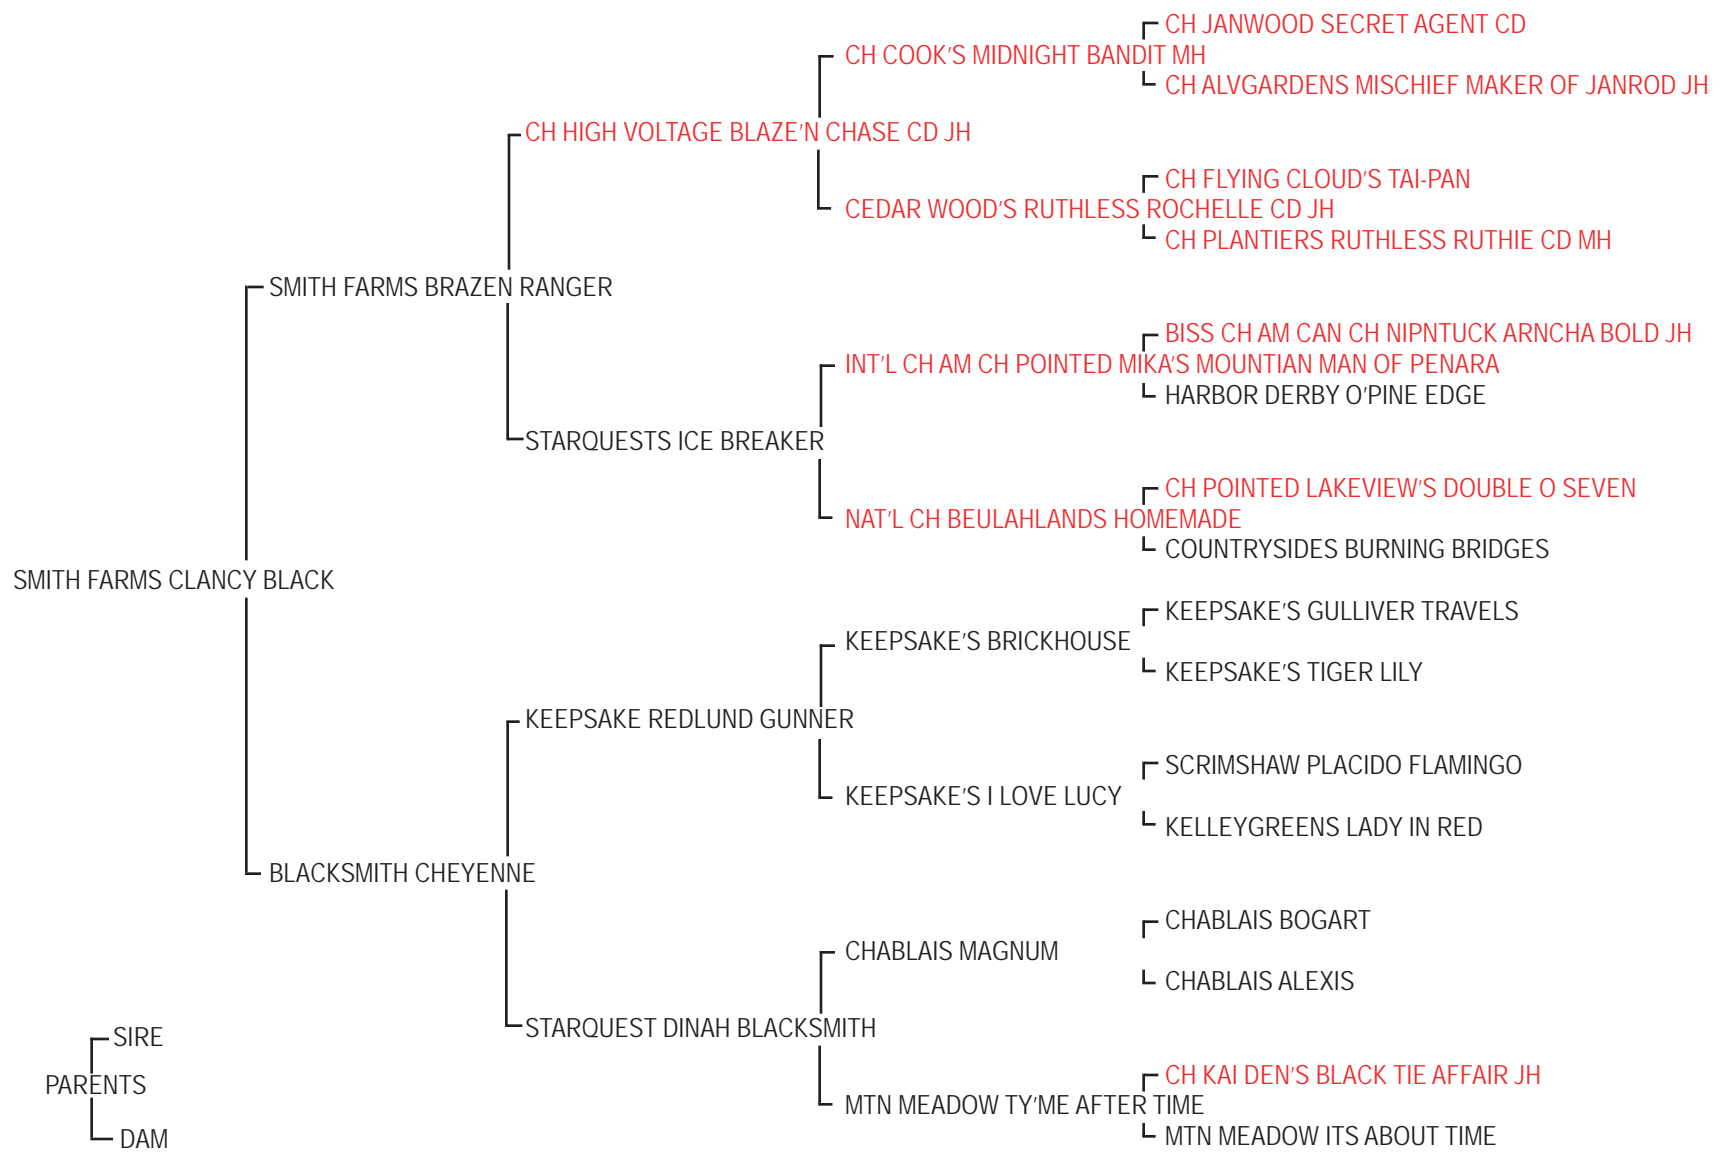 CH JANWOOD SECRET AGENT CD
CH COOK'S MIDNIGHT BANDIT MH
CH ALVGARDENS MISCHIEF MAKER OF JANROD JH
CH HIGH VOLTAGE BLAZE'N CHASE CD JH
CH FLYING CLOUD'S TAI-PAN
CEDAR WOOD'S RUTHLESS ROCHELLE CD JH
CH PLANTIERS RUTHLESS RUTHIE CD MH
SMITH FARMS BRAZEN RANGER
BISS CH AM CAN CH NIPNTUCK ARNCHA BOLD JH
INT'L CH AM CH POINTED MIKA'S MOUNTIAN MAN OF PENARA
HARBOR DERBY O'PINE EDGE
STARQUESTS ICE BREAKER
CH POINTED LAKEVIEW'S DOUBLE O SEVEN
NAT'L CH BEULAHLANDS HOMEMADE
COUNTRYSIDES BURNING BRIDGES
SMITH FARMS CLANCY BLACK
KEEPSAKE'S GULLIVER TRAVELS
KEEPSAKE'S BRICKHOUSE
KEEPSAKE'S TIGER LILY
KEEPSAKE REDLUND GUNNER
SCRIMSHAW PLACIDO FLAMINGO
KEEPSAKE'S I LOVE LUCY
KELLEYGREENS LADY IN RED
BLACKSMITH CHEYENNE
CHABLAIS BOGART
CHABLAIS MAGNUM
CHABLAIS ALEXIS
STARQUEST DINAH BLACKSMITH
CH KAI DEN'S BLACK TIE AFFAIR JH
MTN MEADOW TY'ME AFTER TIME
MTN MEADOW ITS ABOUT TIME
SIRE
PARENTS
DAM